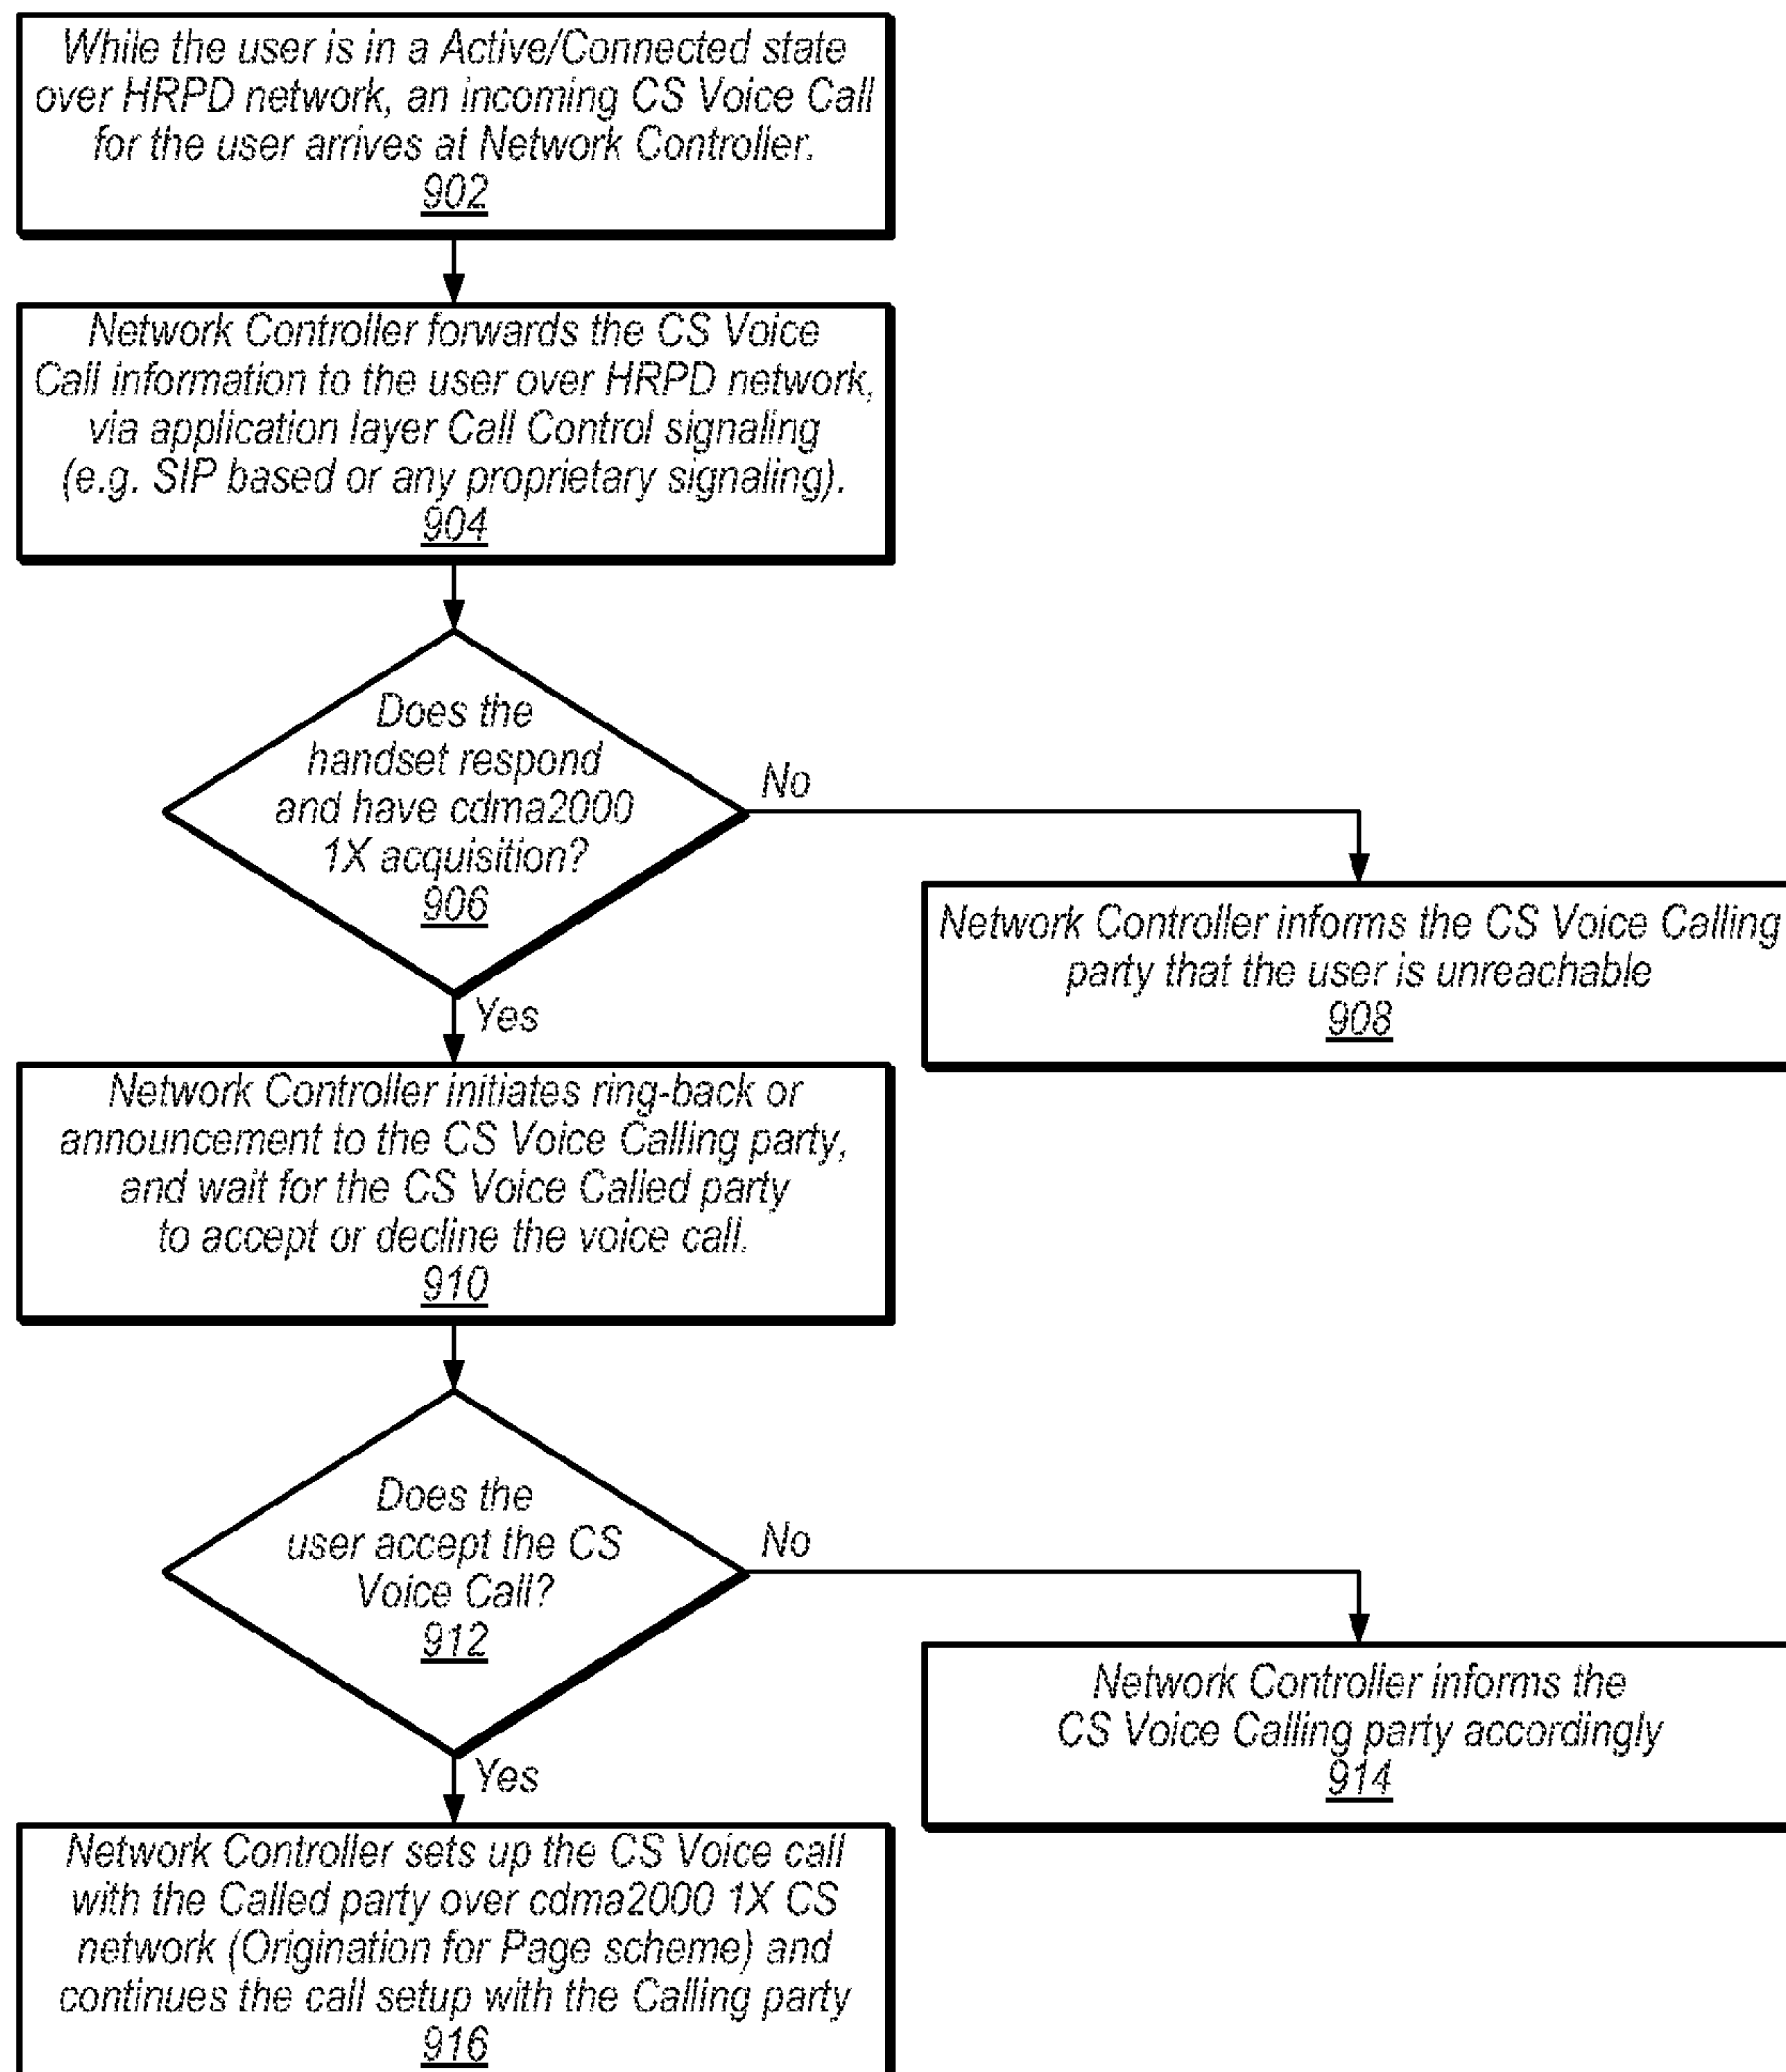 While the user is in a Active/Connected state
over HRPD network, an incoming CS Voice Call
for the user arrives at Network Controller.
902
Network Controller forwards the CS Voice
Call information to the user over HRPD network,
via application layer Call Control signaling
(e.g. SIP based or any proprietary signaling).
904
Does the
handset respond
and have cdma2000
1X acquisition?
906
No
Network Controller informs the CS Voice Calling
party that the user is unreachable
908
Yes
Network Controller initiates ring-back or
announcement to the CS Voice Calling party,
and wait for the CS Voice Called party
to accept or decline the voice call.
910
Does the
user accept the CS
Voice Call?
912
No
Network Controller informs the
CS Voice Calling party accordingly
914
Yes
Network Controller sets up the CS Voice call
with the Called party over cdma2000 1X CS
network (Origination for Page scheme) and
continues the call setup with the Calling party
916